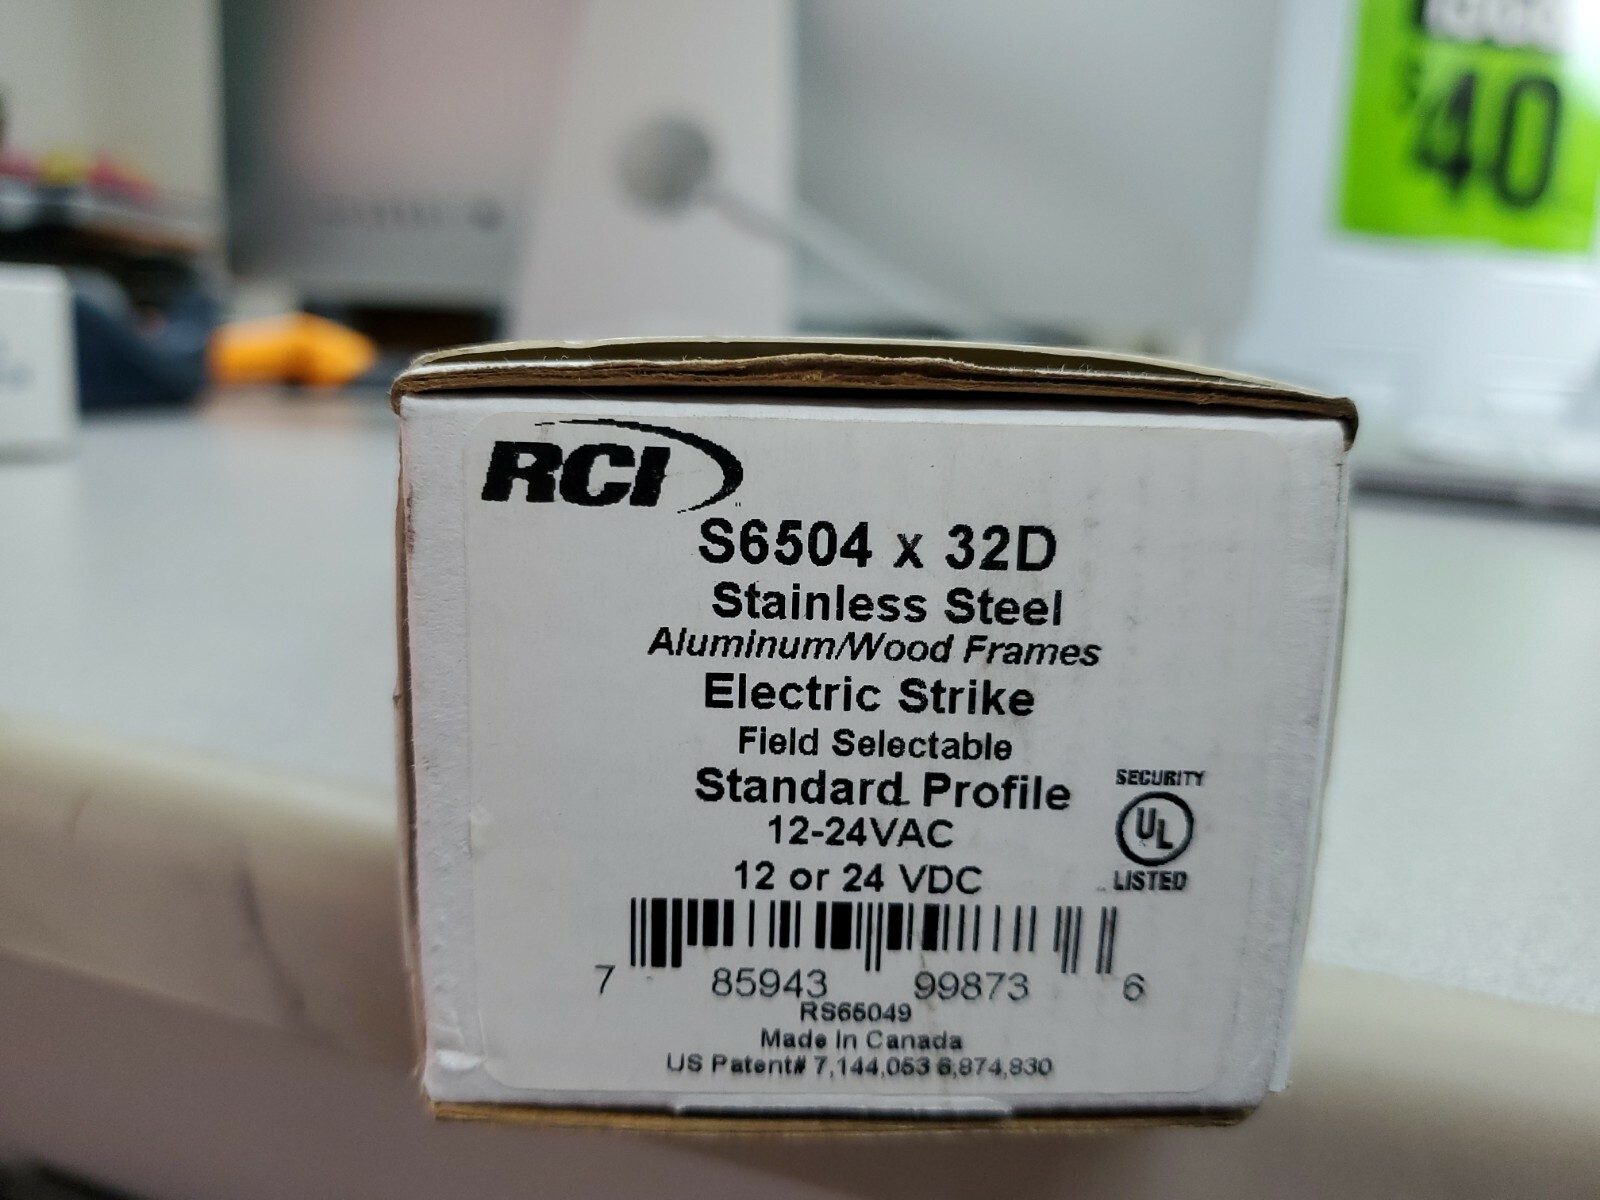 $40
RCI
S6504 x 32D
Stainless Steel
Aluminum/Wood Frames
Electric Strike
Field Selectable
Standard Profile
12-24VAC
12 or 24 VDC
SECURITY
UL
LISTED
7 85943 99873 6
RS65049
Made In Canada
US Patent# 7,144,053 6,874,830